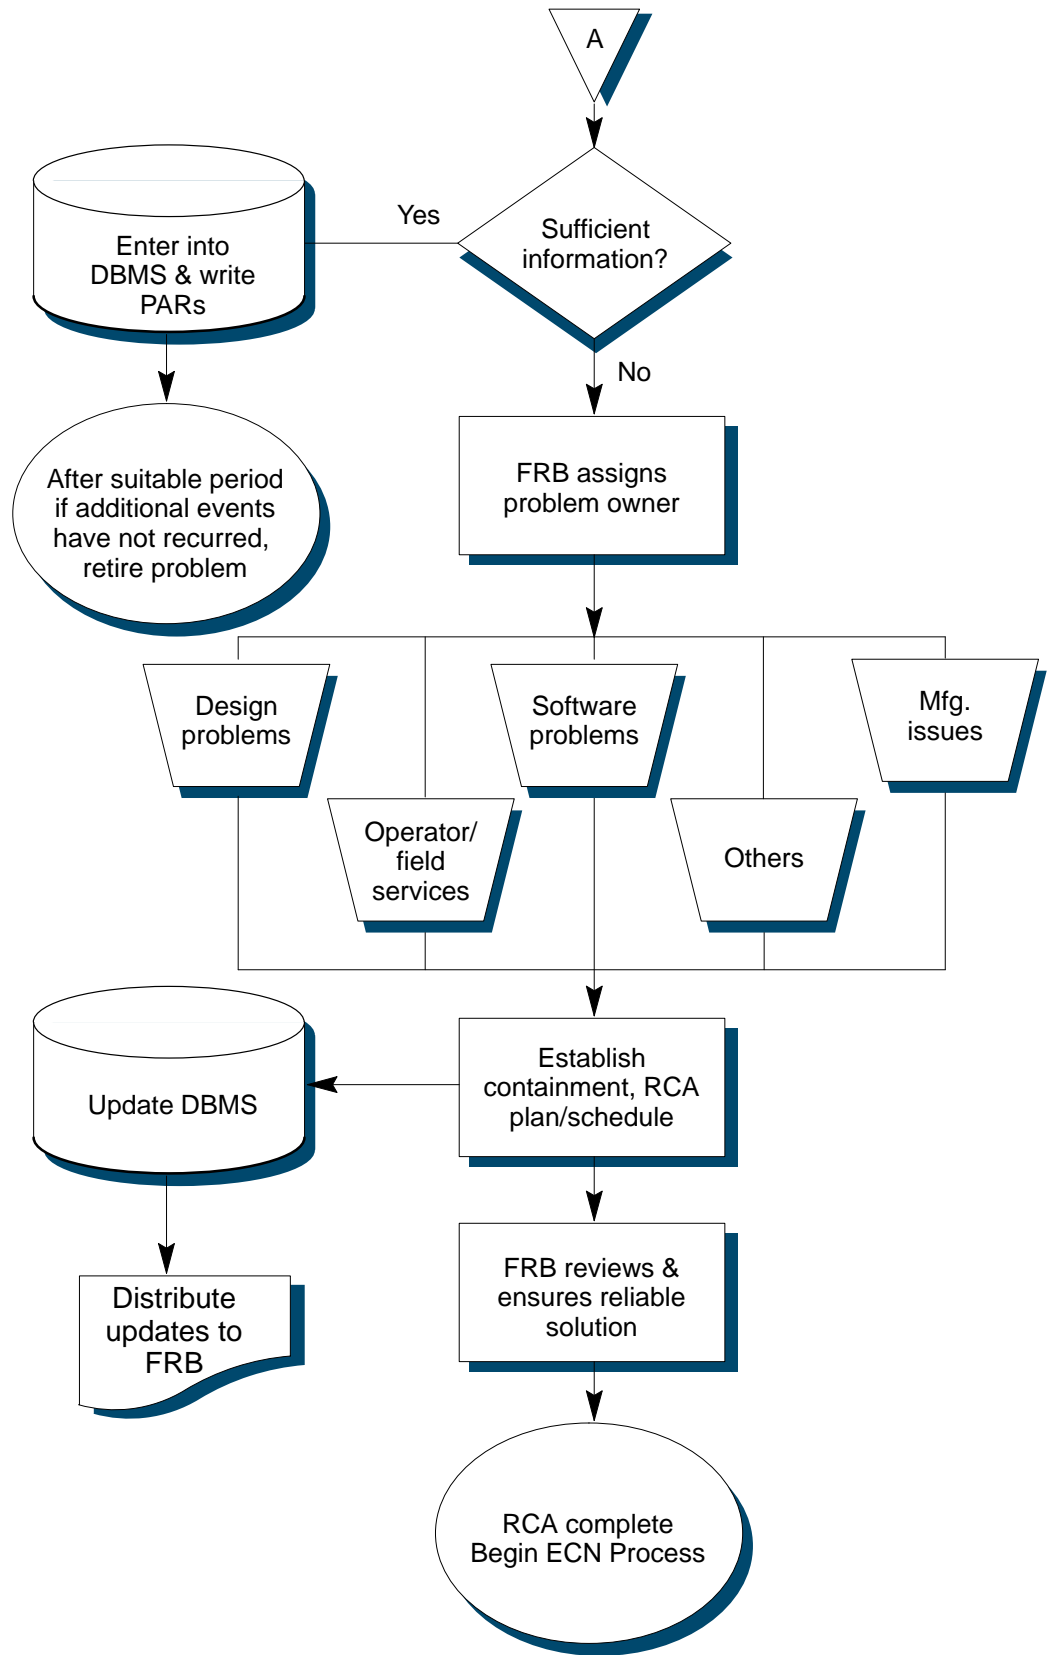 A
Yes
Sufficient
information?
Enter into
DBMS & write
PARs
No
After suitable period
if additional events
have not recurred,
retire problem
FRB assigns
problem owner
Design
problems
Software
problems
Mfg.
issues
Operator/
field
services
Others
Establish
containment, RCA
plan/schedule
Update DBMS
FRB reviews &
ensures reliable
solution
Distribute
updates to
FRB
RCA complete
Begin ECN Process